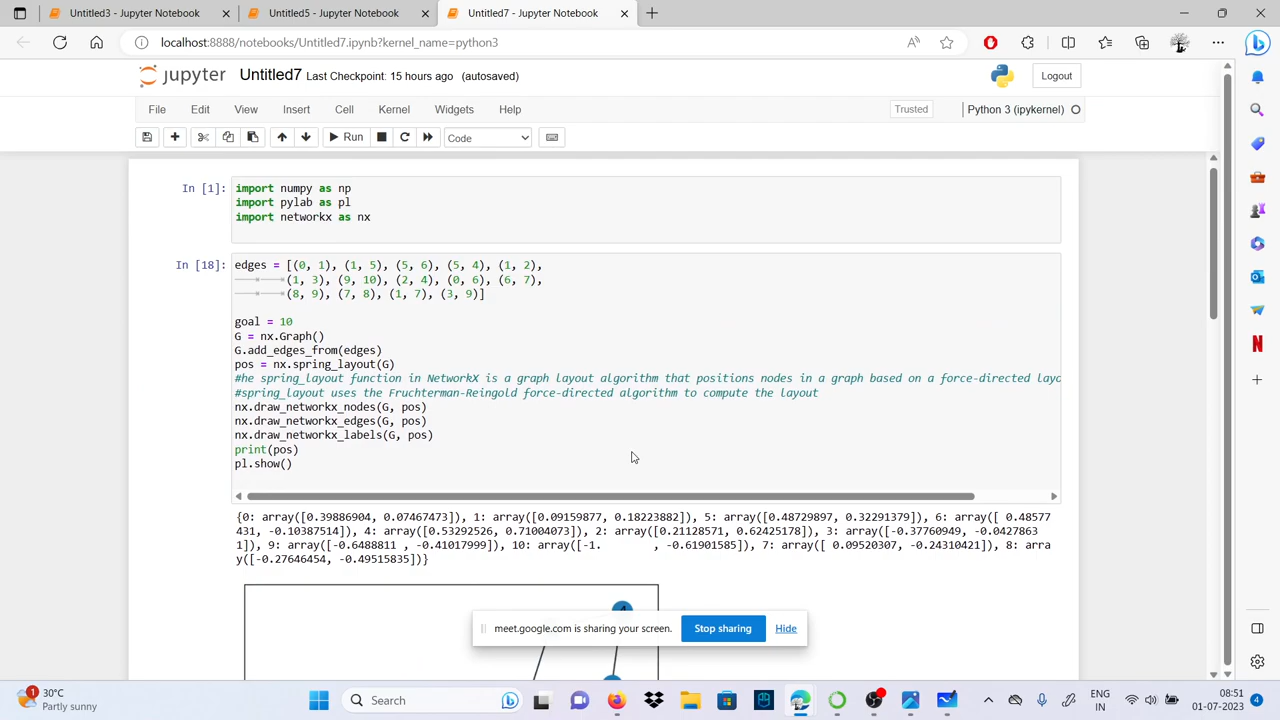 Untitled3 - Jupyter Notebook
Untitled5 - Jupyter Notebook
Untitled7 - Jupyter Notebook
localhost:8888/notebooks/Untitled7.ipynb?kernel_name=python3
jupyter Untitled7 Last Checkpoint: 15 hours ago (autosaved)
Logout
File Edit View Insert Cell Kernel Widgets Help
Trusted
Python 3 (ipykernel)
Run
Code
In [1]:
import numpy as np
import pylab as pl
import networkx as nx
In [18]:
edges = [(0, 1), (1, 5), (5, 6), (5, 4), (1, 2),
(1, 3), (9, 10), (2, 4), (0, 6), (6, 7),
(8, 9), (7, 8), (1, 7), (3, 9)]
goal = 10
G = nx.Graph()
G.add_edges_from(edges)
pos = nx.spring_layout(G)
#he spring_layout function in NetworkX is a graph layout algorithm that positions nodes in a graph based on a force-directed layo
#spring_layout uses the Fruchterman-Reingold force-directed algorithm to compute the layout
nx.draw_networkx_nodes(G, pos)
nx.draw_networkx_edges(G, pos)
nx.draw_networkx_labels(G, pos)
print(pos)
pl.show()
{0: array([0.39886904, 0.07467473]), 1: array([0.09159877, 0.18223882]), 5: array([0.48729897, 0.32291379]), 6: array([ 0.48577
431, -0.10387514]), 4: array([0.53292526, 0.71004073]), 2: array([0.21128571, 0.62425178]), 3: array([-0.37760949, -0.0427863
1]), 9: array([-0.6488811 , -0.41017999]), 10: array([-1. , -0.61901585]), 7: array([ 0.09520307, -0.24310421]), 8: arra
y([-0.27646454, -0.49515835])}
4
meet.google.com is sharing your screen.
Stop sharing
Hide
1
30°C
Partly sunny
Search
ENG
IN
08:51
01-07-2023
4